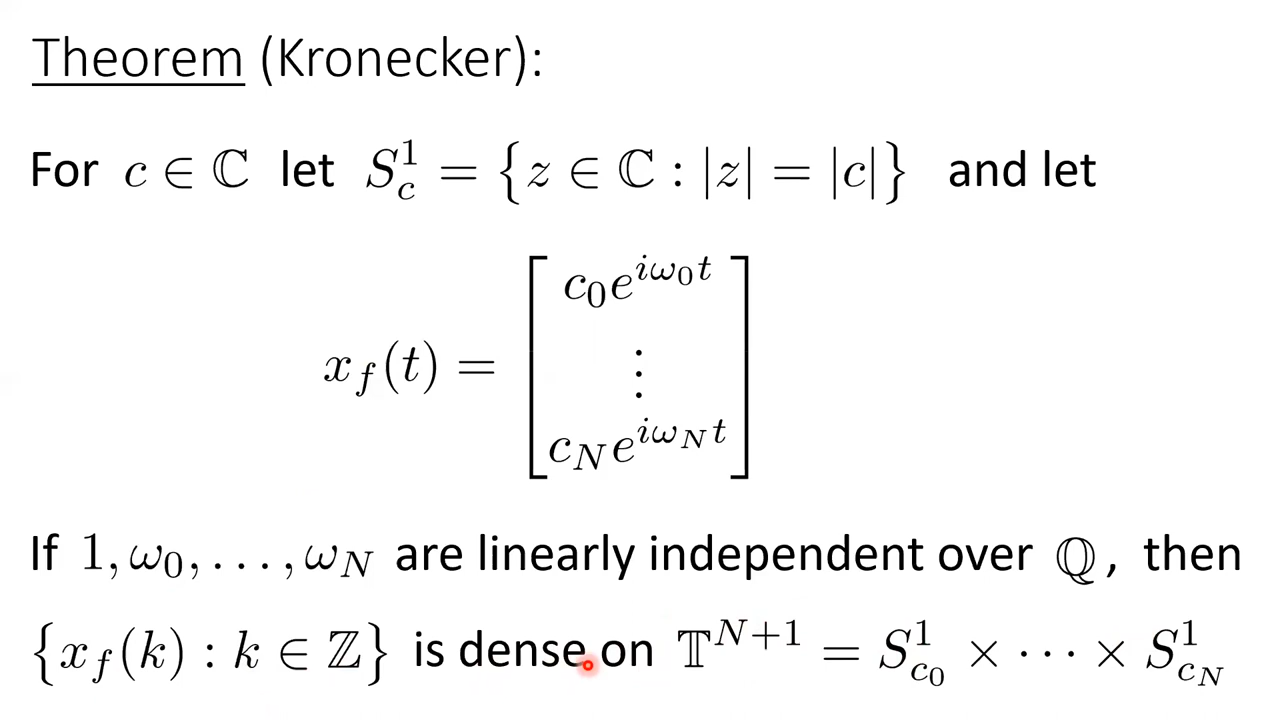 Theorem (Kronecker):
For c ∈ ℂ let S¹_c = {z ∈ ℂ : |z| = |c|} and let
x_f(t) = [ c₀e^{iω₀t} ⋮ c_N e^{iω_N t} ]
If 1, ω₀, . . . , ω_N are linearly independent over ℚ, then
{x_f(k) : k ∈ ℤ} is dense on 𝕋^{N+1} = S¹_{c₀} × · · · × S¹_{c_N}